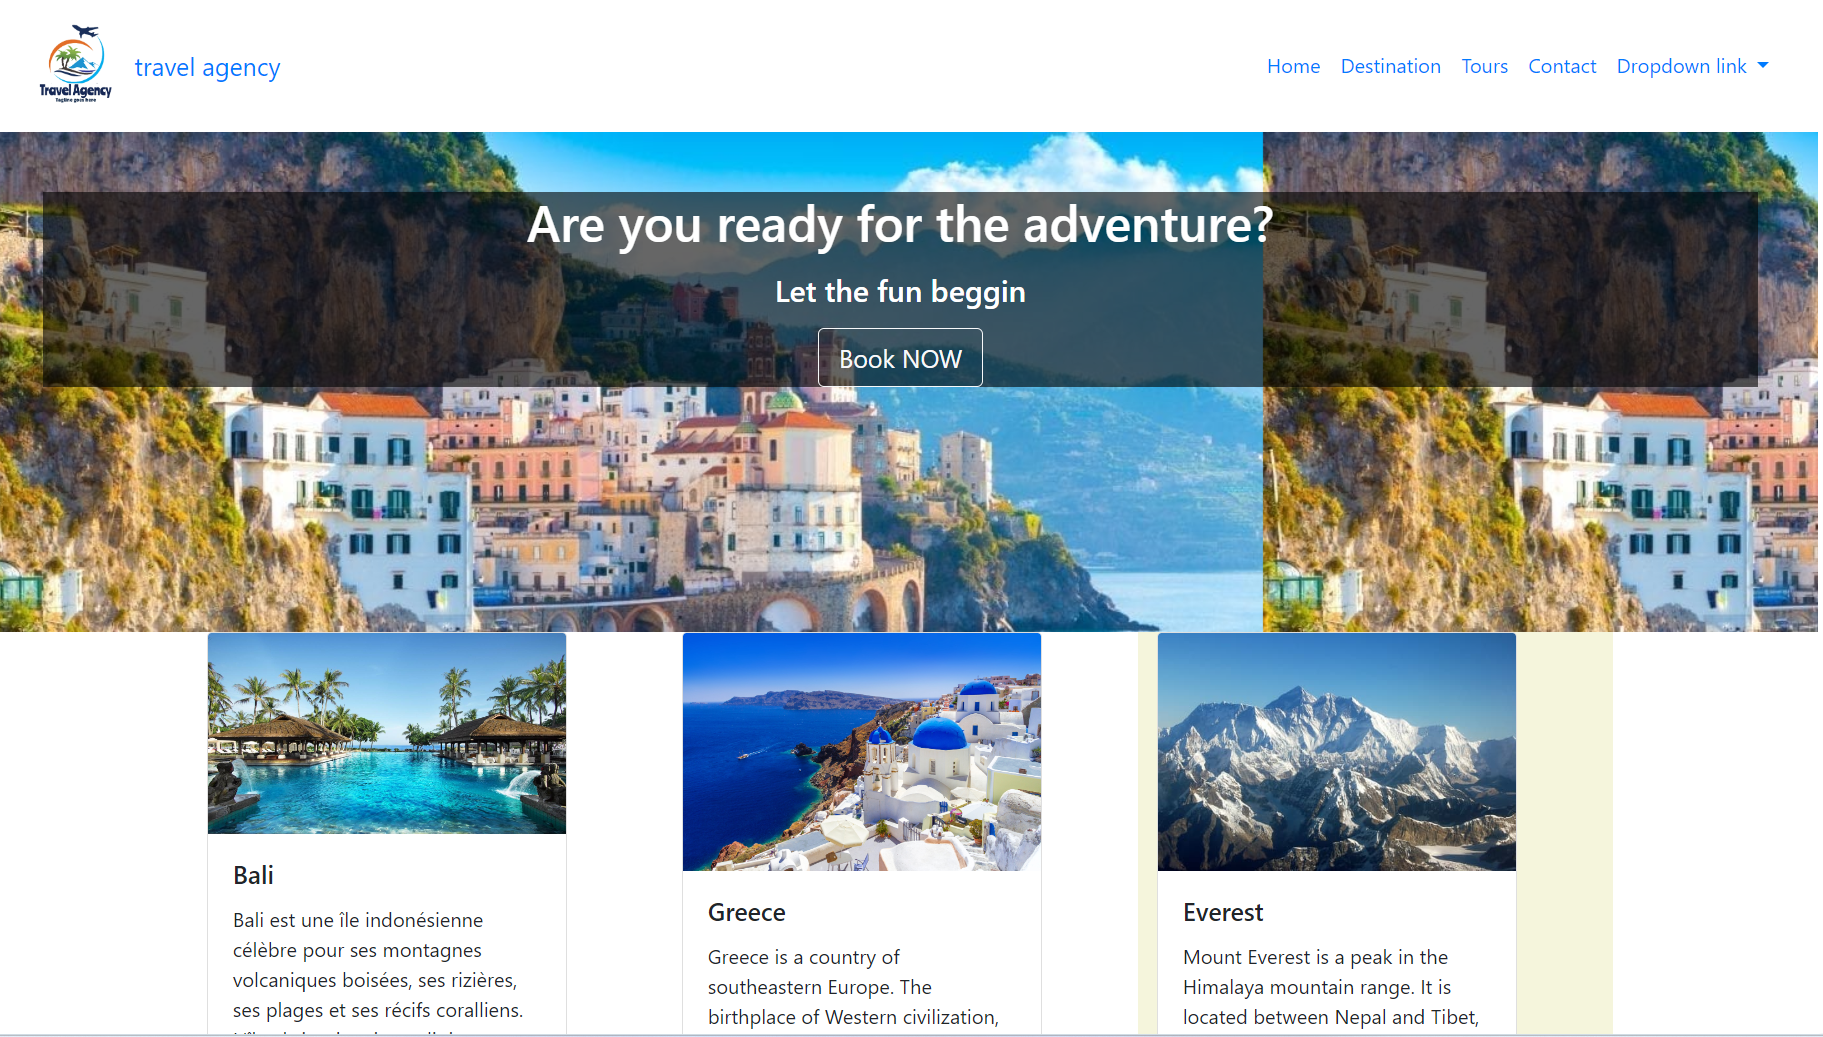 Travel Agency
Tagline goes here
travel agency
Home Destination Tours Contact Dropdown link
Are you ready for the adventure?
Let the fun beggin
Book NOW
Bali
Bali est une île indonésienne
célèbre pour ses montagnes
volcaniques boisées, ses rizières,
ses plages et ses récifs coralliens.
Greece
Greece is a country of
southeastern Europe. The
birthplace of Western civilization,
Everest
Mount Everest is a peak in the
Himalaya mountain range. It is
located between Nepal and Tibet,